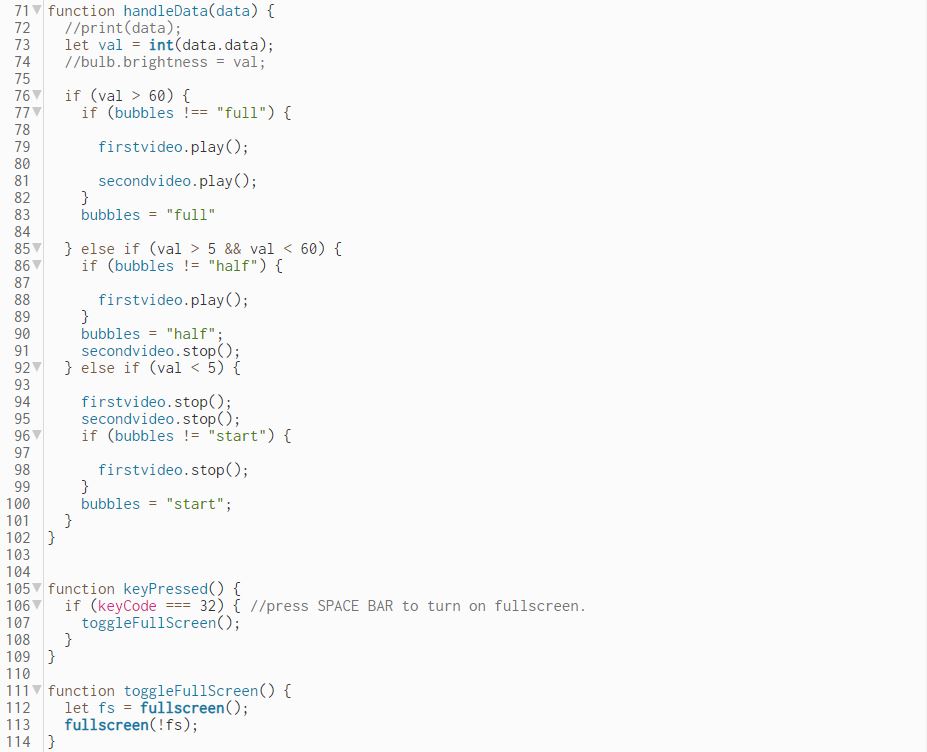 71 function handleData(data) {
72   //print(data);
73   let val = int(data.data);
74   //bulb.brightness = val;
75
76   if (val > 60) {
77     if (bubbles !== "full") {
78
79       firstvideo.play();
80
81       secondvideo.play();
82     }
83     bubbles = "full"
84
85   } else if (val > 5 && val < 60) {
86     if (bubbles != "half") {
87
88       firstvideo.play();
89     }
90     bubbles = "half";
91     secondvideo.stop();
92   } else if (val < 5) {
93
94     firstvideo.stop();
95     secondvideo.stop();
96     if (bubbles != "start") {
97
98       firstvideo.stop();
99     }
100     bubbles = "start";
101   }
102 }
103
104
105 function keyPressed() {
106   if (keyCode === 32) { //press SPACE BAR to turn on fullscreen.
107     toggleFullScreen();
108   }
109 }
110
111 function toggleFullScreen() {
112   let fs = fullscreen();
113   fullscreen(!fs);
114 }